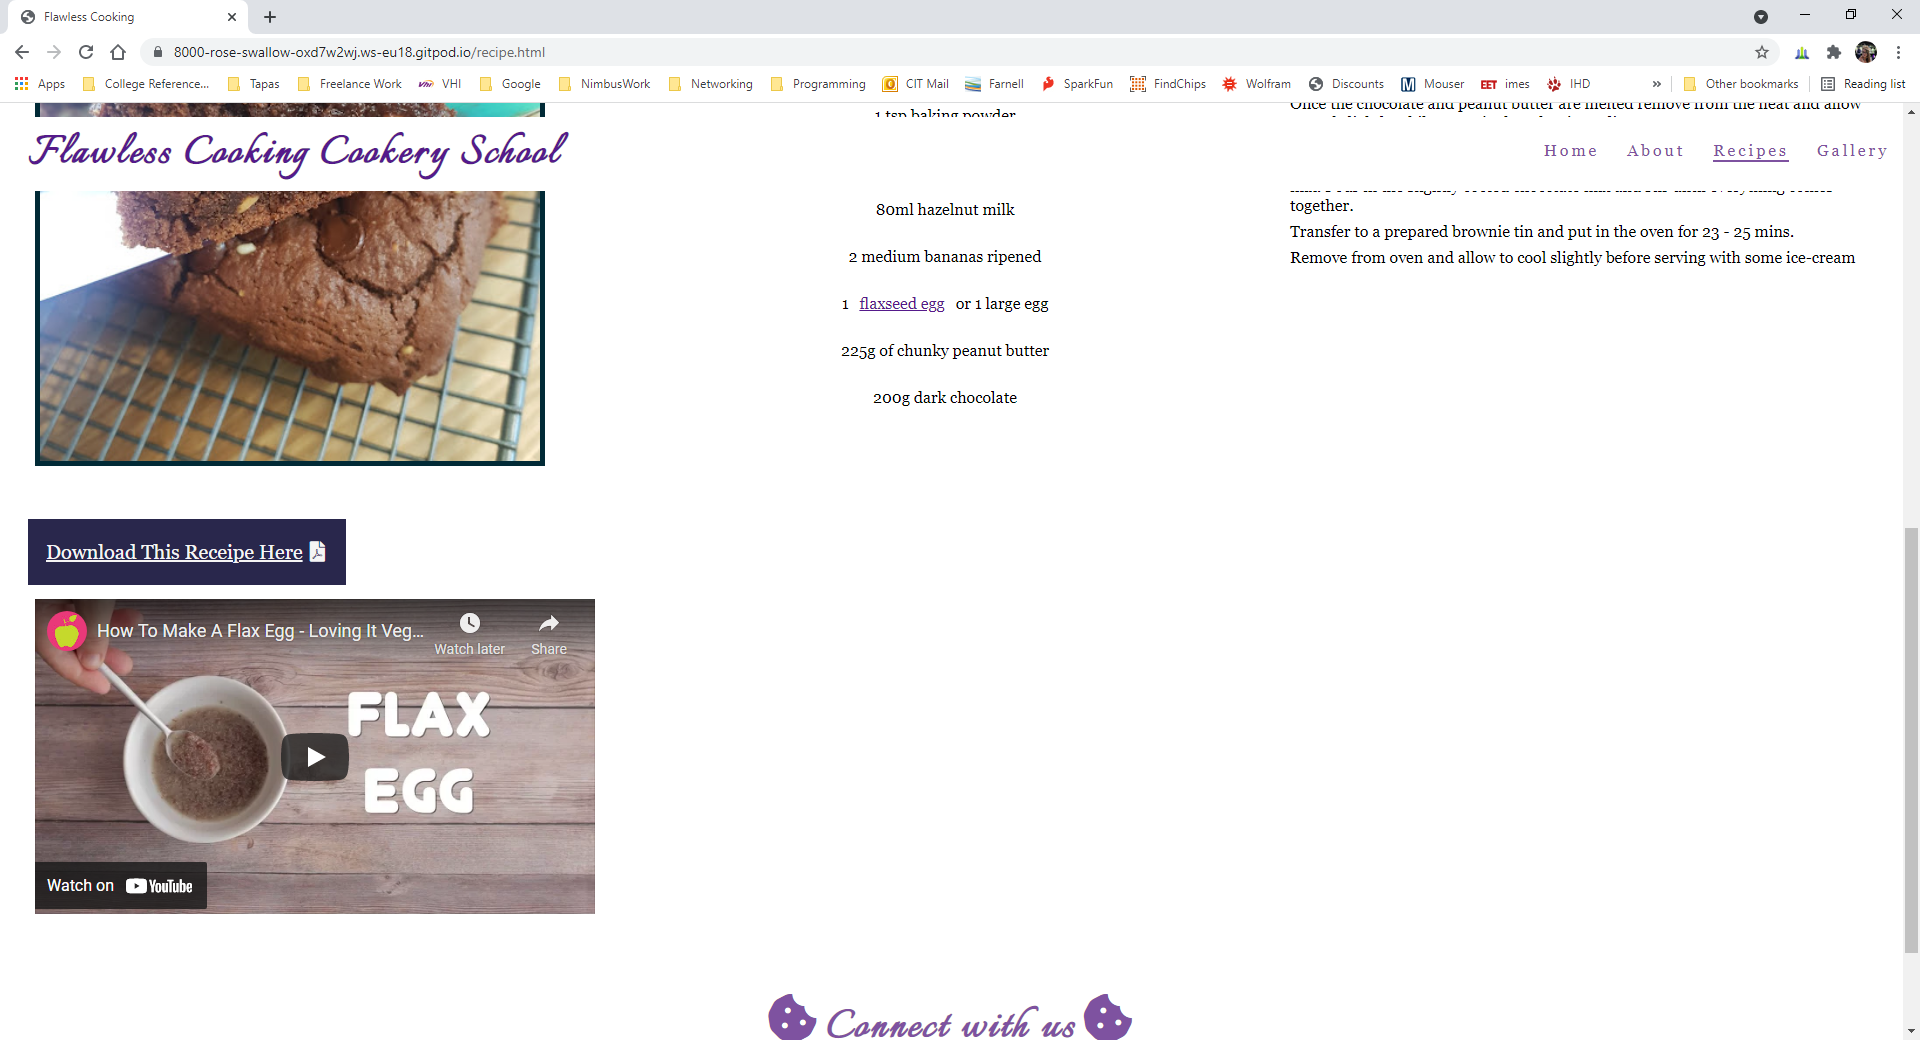 Flawless Cooking
8000-rose-swallow-oxd7w2wj.ws-eu18.gitpod.io/recipe.html
Apps College Reference... Tapas Freelance Work VHI Google NimbusWork Networking Programming CIT Mail Farnell SparkFun FindChips Wolfram Discounts Mouser imes IHD » Other bookmarks Reading list
Flawless Cooking Cookery School
Home About Recipes Gallery
1 tsp baking powder
80ml hazelnut milk
2 medium bananas ripened
1 flaxseed egg or 1 large egg
225g of chunky peanut butter
200g dark chocolate
Once the chocolate and peanut butter are melted remove from the heat and allow
together.
Transfer to a prepared brownie tin and put in the oven for 23 - 25 mins.
Remove from oven and allow to cool slightly before serving with some ice-cream
Download This Receipe Here
How To Make A Flax Egg - Loving It Veg...
Watch later
Share
FLAX
EGG
Watch on YouTube
Connect with us